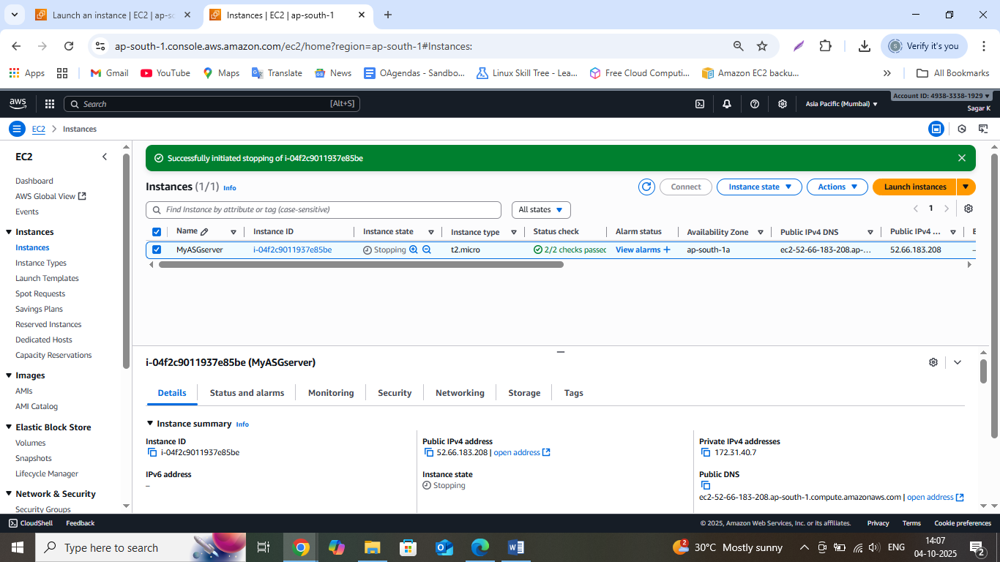 Launch an instance | EC2 | ap-sc
Instances | EC2 | ap-south-1
ap-south-1.console.aws.amazon.com/ec2/home?region=ap-south-1#Instances:
Verify it's you
Apps
Gmail
YouTube
Maps
Translate
News
OAgendas - Sandbo...
Linux Skill Tree - Lea...
Free Cloud Computi...
Amazon EC2 backu...
All Bookmarks
aws
Search
[Alt+S]
Asia Pacific (Mumbai)
Account ID: 4938-3338-1929
Sagar K
EC2
Instances
EC2
Dashboard
AWS Global View
Events
Instances
Instances
Instance Types
Launch Templates
Spot Requests
Savings Plans
Reserved Instances
Dedicated Hosts
Capacity Reservations
Images
AMIs
AMI Catalog
Elastic Block Store
Volumes
Snapshots
Lifecycle Manager
Network & Security
Security Groups
Successfully initiated stopping of i-04f2c9011937e85be
Instances (1/1) Info
Connect
Instance state
Actions
Launch instances
Find Instance by attribute or tag (case-sensitive)
All states
1
Name
Instance ID
Instance state
Instance type
Status check
Alarm status
Availability Zone
Public IPv4 DNS
Public IPv4 ...
E
MyASGserver
i-04f2c9011937e85be
Stopping
t2.micro
2/2 checks passed
View alarms +
ap-south-1a
ec2-52-66-183-208.ap-...
52.66.183.208
–
i-04f2c9011937e85be (MyASGserver)
Details
Status and alarms
Monitoring
Security
Networking
Storage
Tags
Instance summary Info
Instance ID
i-04f2c9011937e85be
IPv6 address
–
Public IPv4 address
52.66.183.208 | open address
Instance state
Stopping
Private IPv4 addresses
172.31.40.7
Public DNS
ec2-52-66-183-208.ap-south-1.compute.amazonaws.com | open address
CloudShell
Feedback
© 2025, Amazon Web Services, Inc. or its affiliates.
Privacy
Terms
Cookie preferences
Type here to search
2
30°C Mostly sunny
ENG
14:07
04-10-2025
2